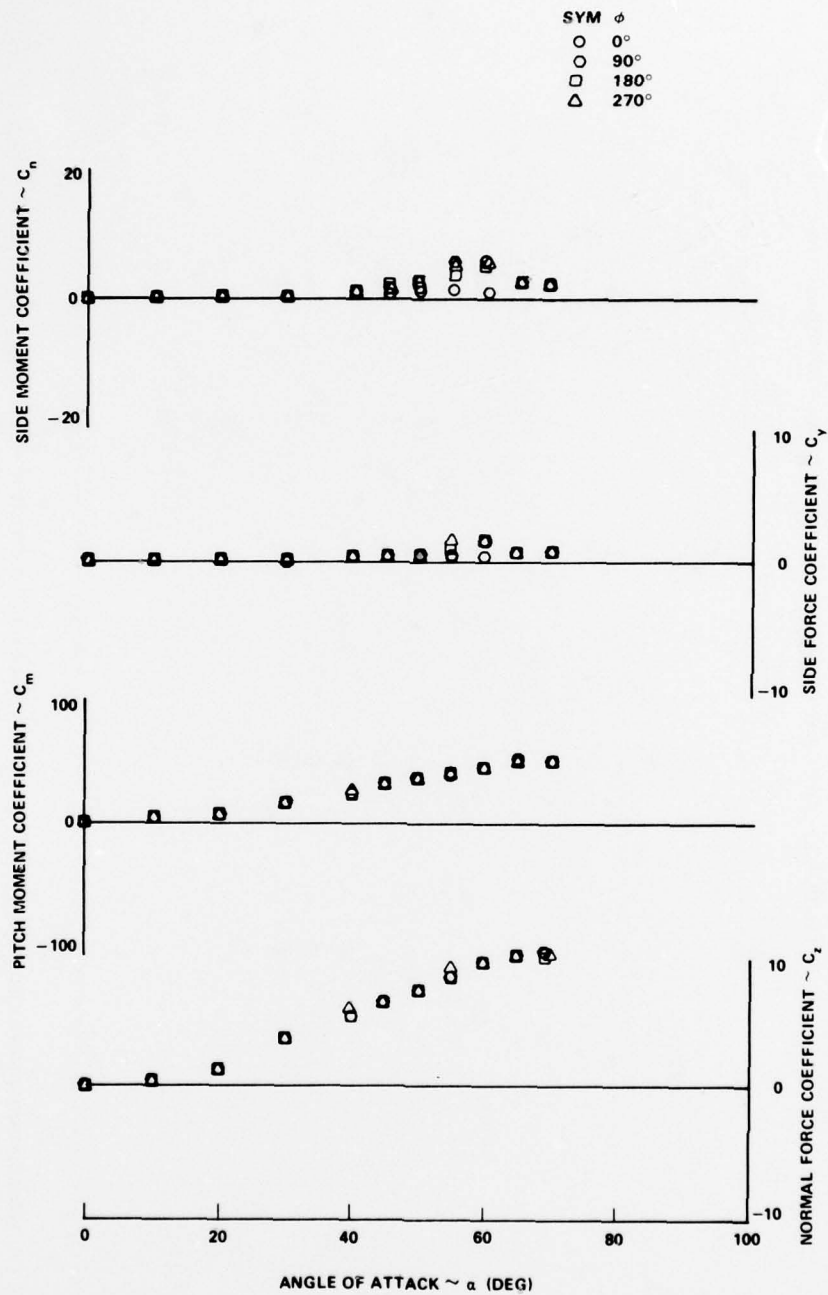 SYM φ
0°
90°
180°
270°
SIDE MOMENT COEFFICIENT ~ Cn
20
0
-20
SIDE FORCE COEFFICIENT ~ Cy
10
0
-10
PITCH MOMENT COEFFICIENT ~ Cm
100
0
-100
NORMAL FORCE COEFFICIENT ~ Cz
10
0
-10
0 20 40 60 80 100
ANGLE OF ATTACK ~ α (DEG)